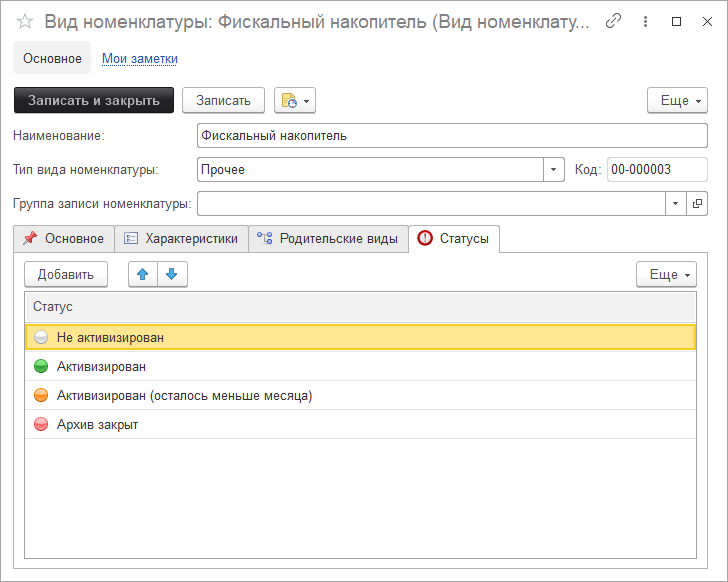 Вид номенклатуры: Фискальный накопитель (Вид номенклату...
Основное Мои заметки
Записать и закрыть Записать Еще
Наименование: Фискальный накопитель
Тип вида номенклатуры: Прочее Код: 00-000003
Группа записи номенклатуры:
Основное Характеристики Родительские виды Статусы
Добавить Еще
Статус
Не активизирован
Активизирован
Активизирован (осталось меньше месяца)
Архив закрыт